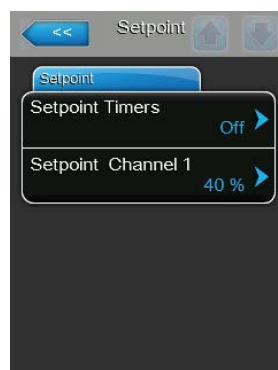 << Setpoint
Setpoint
Setpoint Timers
Off
Setpoint Channel 1
40 %